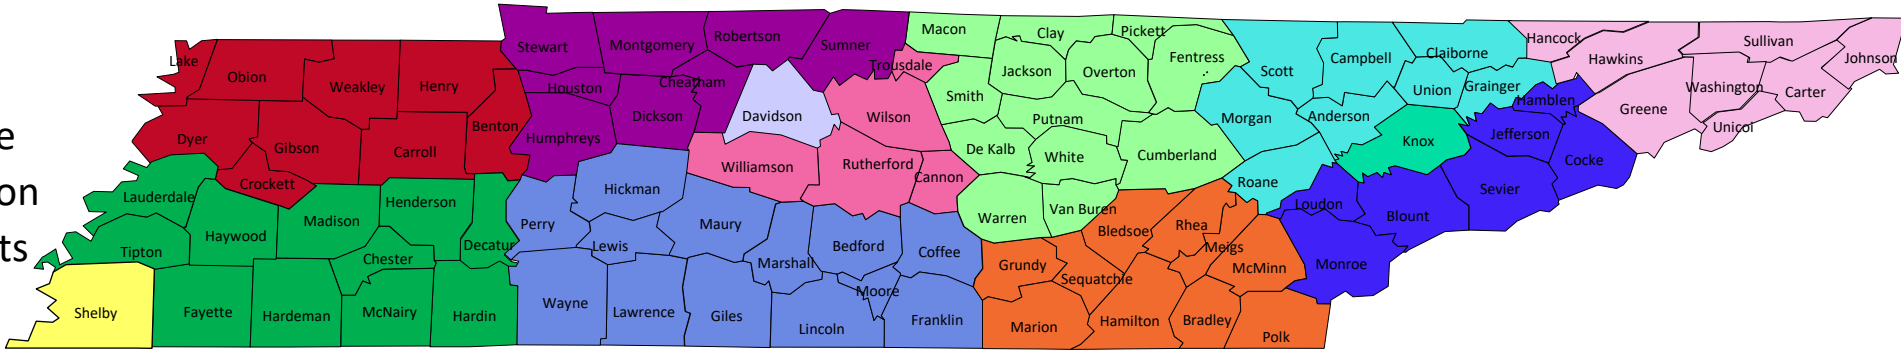 e
on
ts
Lake
Obion
Weakley
Henry
Dyer
Gibson
Carroll
Benton
Crockett
Lauderdale
Tipton
Haywood
Madison
Henderson
Decatur
Chester
Shelby
Fayette
Hardeman
McNairy
Hardin
Stewart
Montgomery
Robertson
Sumner
Houston
Cheatham
Dickson
Humphreys
Davidson
Trousdale
Wilson
Williamson
Rutherford
Cannon
Hickman
Perry
Lewis
Maury
Marshall
Bedford
Coffee
Moore
Wayne
Lawrence
Giles
Lincoln
Franklin
Macon
Clay
Pickett
Jackson
Overton
Fentress
Smith
Putnam
De Kalb
White
Cumberland
Warren
Van Buren
Bledsoe
Rhea
Meigs
McMinn
Grundy
Sequatchie
Marion
Hamilton
Bradley
Polk
Scott
Campbell
Claiborne
Union
Grainger
Morgan
Anderson
Roane
Knox
Hamblen
Jefferson
Cocke
Sevier
Loudon
Blount
Monroe
Hancock
Hawkins
Sullivan
Johnson
Washington
Carter
Greene
Unicoi